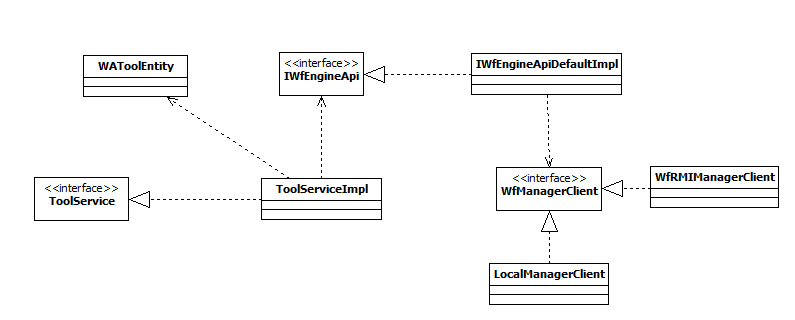 WAToolEntity
<<interface>>
IWfEngineApi
IWfEngineApiDefaultImpl
<<interface>>
ToolService
ToolServiceImpl
<<interface>>
WfManagerClient
WfRMIManagerClient
LocalManagerClient